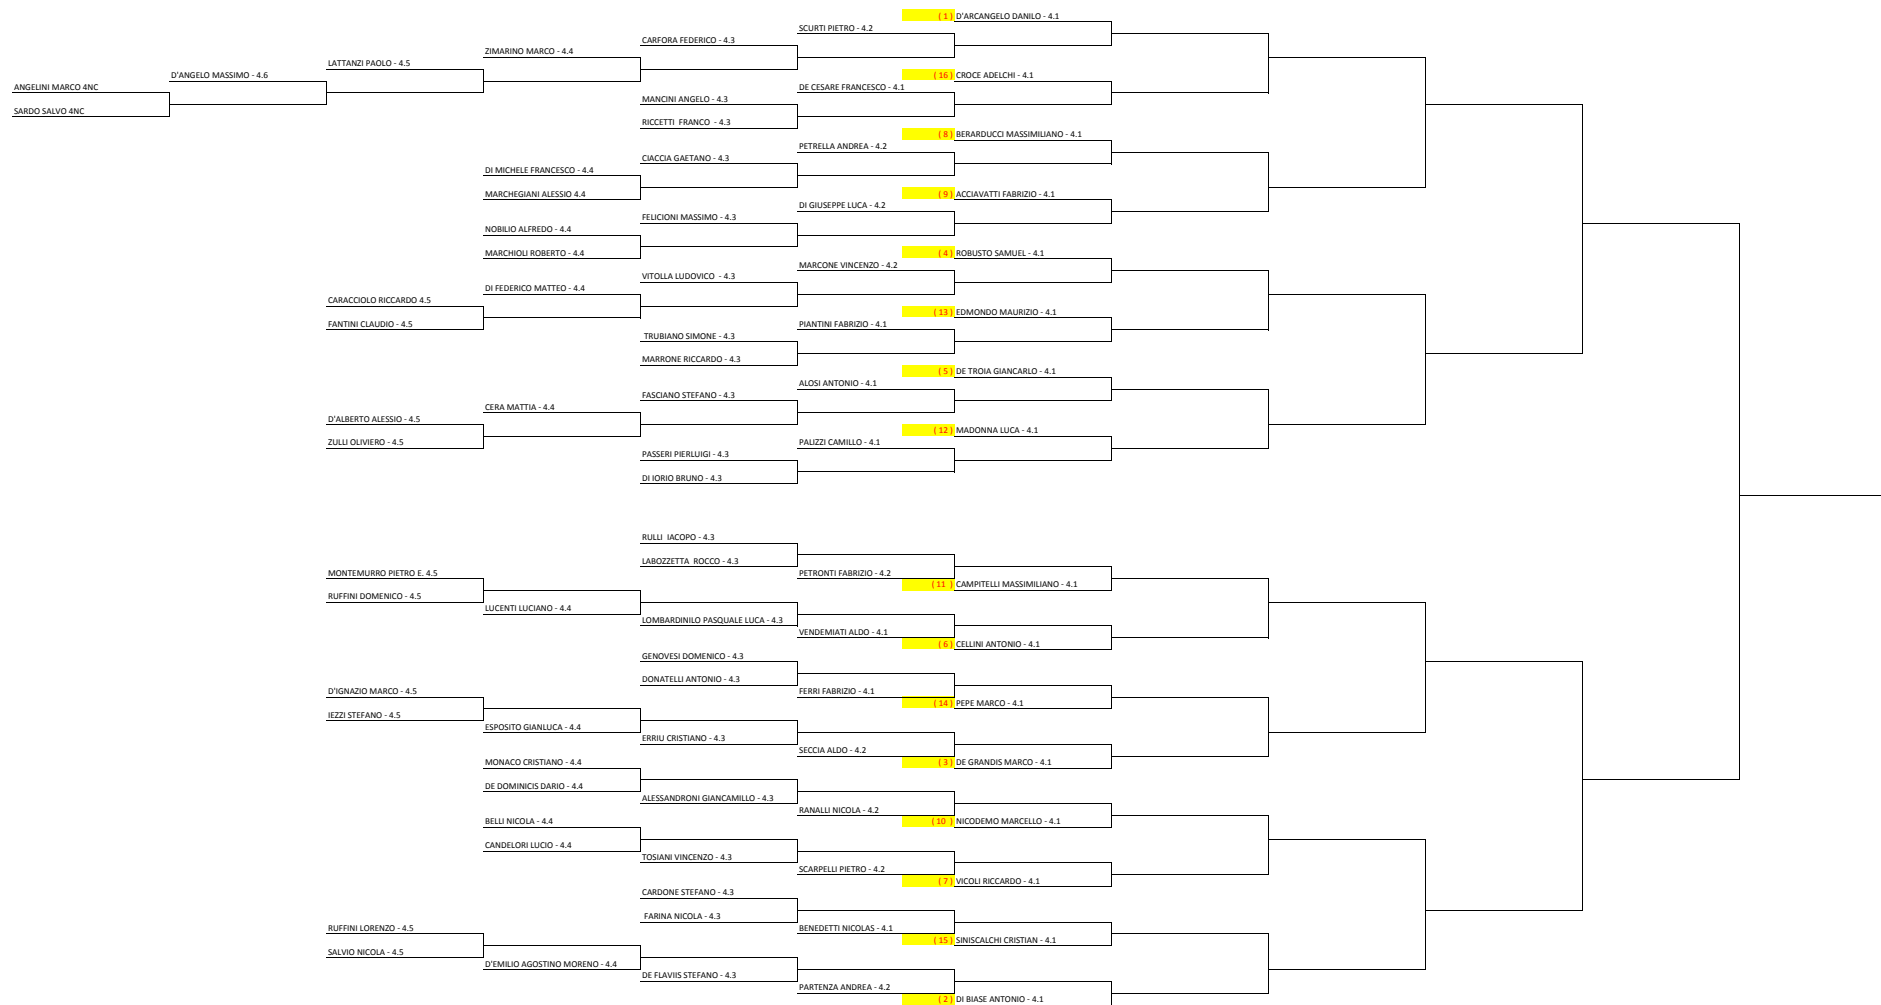 ( 1 ) D'ARCANGELO DANILO - 4.1
SCURTI PIETRO - 4.2
CARFORA FEDERICO - 4.3
ZIMARINO MARCO - 4.4
LATTANZI PAOLO - 4.5
D'ANGELO MASSIMO - 4.6
( 16 ) CROCE ADELCHI - 4.1
ANGELINI MARCO 4NC
DE CESARE FRANCESCO - 4.1
MANCINI ANGELO - 4.3
SARDO SALVO 4NC
RICCETTI FRANCO - 4.3
( 8 ) BERARDUCCI MASSIMILIANO - 4.1
PETRELLA ANDREA - 4.2
CIACCIA GAETANO - 4.3
DI MICHELE FRANCESCO - 4.4
MARCHEGIANI ALESSIO 4.4
( 9 ) ACCIAVATTI FABRIZIO - 4.1
DI GIUSEPPE LUCA - 4.2
FELICIONI MASSIMO - 4.3
NOBILIO ALFREDO - 4.4
MARCHIOLI ROBERTO - 4.4
( 4 ) ROBUSTO SAMUEL - 4.1
MARCONE VINCENZO - 4.2
VITOLLA LUDOVICO - 4.3
DI FEDERICO MATTEO - 4.4
CARACCIOLO RICCARDO 4.5
( 13 ) EDMONDO MAURIZIO - 4.1
FANTINI CLAUDIO - 4.5
PIANTINI FABRIZIO - 4.1
TRUBIANO SIMONE - 4.3
MARRONE RICCARDO - 4.3
( 5 ) DE TROIA GIANCARLO - 4.1
ALOSI ANTONIO - 4.1
FASCIANO STEFANO - 4.3
CERA MATTIA - 4.4
D'ALBERTO ALESSIO - 4.5
( 12 ) MADONNA LUCA - 4.1
ZULLI OLIVIERO - 4.5
PALIZZI CAMILLO - 4.1
PASSERI PIERLUIGI - 4.3
DI IORIO BRUNO - 4.3
RULLI IACOPO - 4.3
LABOZZETTA ROCCO - 4.3
MONTEMURRO PIETRO E. 4.5
PETRONTI FABRIZIO - 4.2
( 11 ) CAMPITELLI MASSIMILIANO - 4.1
RUFFINI DOMENICO - 4.5
LUCENTI LUCIANO - 4.4
LOMBARDINILO PASQUALE LUCA - 4.3
VENDEMIATI ALDO - 4.1
( 6 ) CELLINI ANTONIO - 4.1
GENOVESI DOMENICO - 4.3
DONATELLI ANTONIO - 4.3
D'IGNAZIO MARCO - 4.5
FERRI FABRIZIO - 4.1
( 14 ) PEPE MARCO - 4.1
IEZZI STEFANO - 4.5
ESPOSITO GIANLUCA - 4.4
ERRIU CRISTIANO - 4.3
SECCIA ALDO - 4.2
( 3 ) DE GRANDIS MARCO - 4.1
MONACO CRISTIANO - 4.4
DE DOMINICIS DARIO - 4.4
ALESSANDRONI GIANCAMILLO - 4.3
RANALLI NICOLA - 4.2
( 10 ) NICODEMO MARCELLO - 4.1
BELLI NICOLA - 4.4
CANDELORI LUCIO - 4.4
TOSIANI VINCENZO - 4.3
SCARPELLI PIETRO - 4.2
( 7 ) VICOLI RICCARDO - 4.1
CARDONE STEFANO - 4.3
FARINA NICOLA - 4.3
RUFFINI LORENZO - 4.5
BENEDETTI NICOLAS - 4.1
( 15 ) SINISCALCHI CRISTIAN - 4.1
SALVIO NICOLA - 4.5
D'EMILIO AGOSTINO MORENO - 4.4
DE FLAVIIS STEFANO - 4.3
PARTENZA ANDREA - 4.2
( 2 ) DI BIASE ANTONIO - 4.1